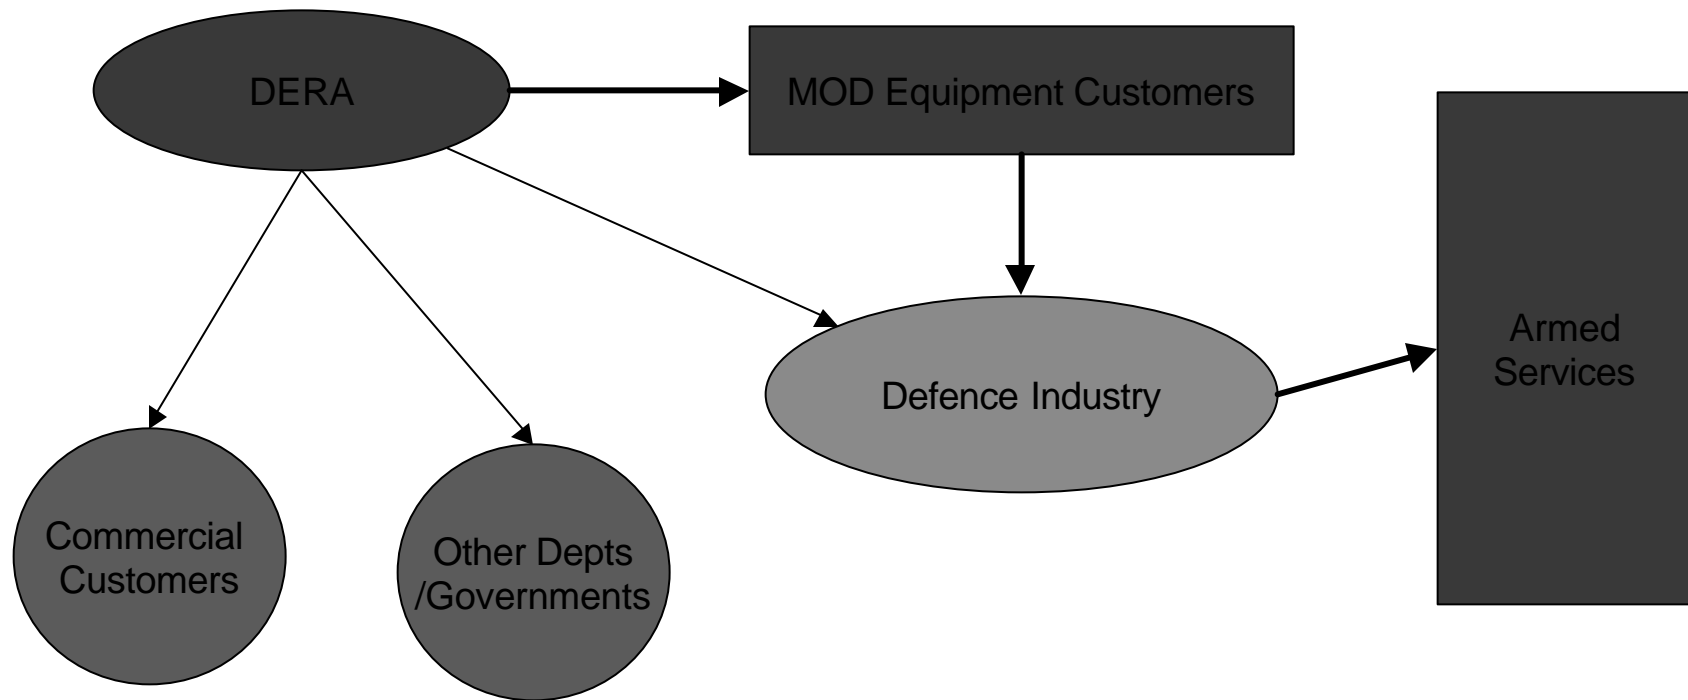 DERA
MOD Equipment Customers
Armed
Services
Defence Industry
Commercial
Customers
Other Depts
/Governments